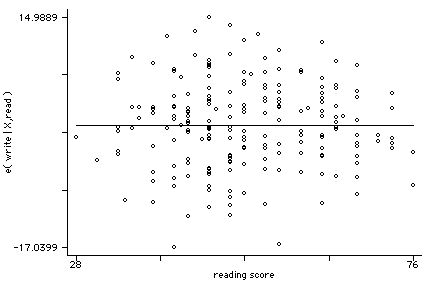 14.9889
e( write | X,read )
-17.0399
28
76
reading score